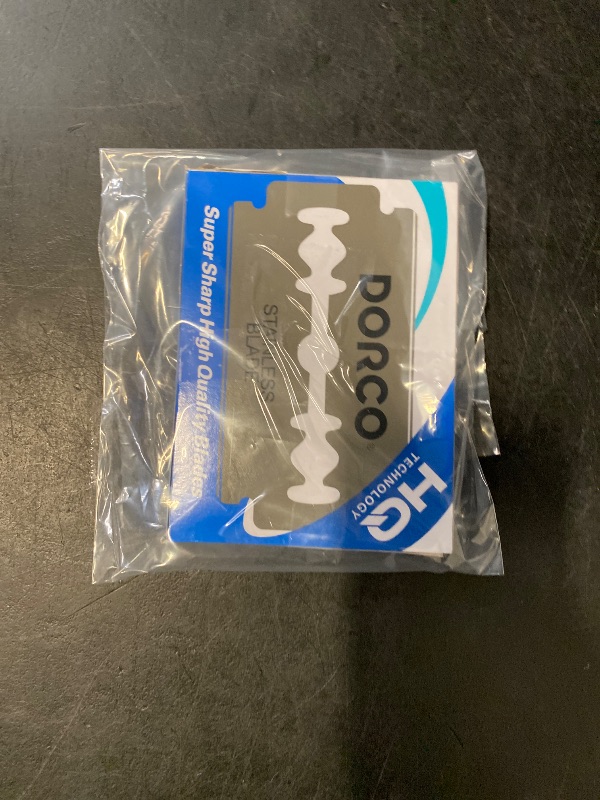 DORCO
STAINLESS
BLADE
Super Sharp High Quality Blades
HQ
TECHNOLOGY